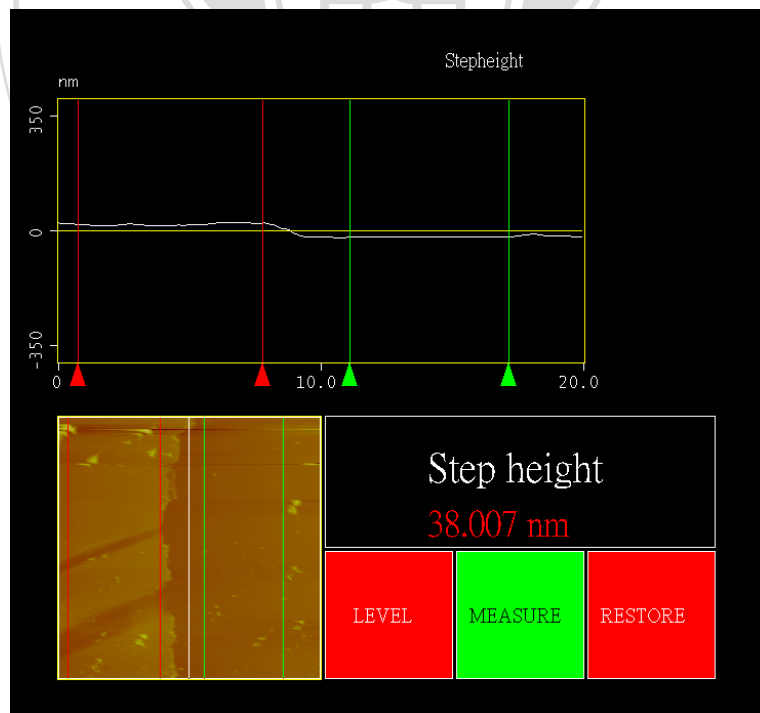 Stepheight
nm
350
0
-350
0 10.0 20.0
Step height
38.007 nm
LEVEL MEASURE RESTORE